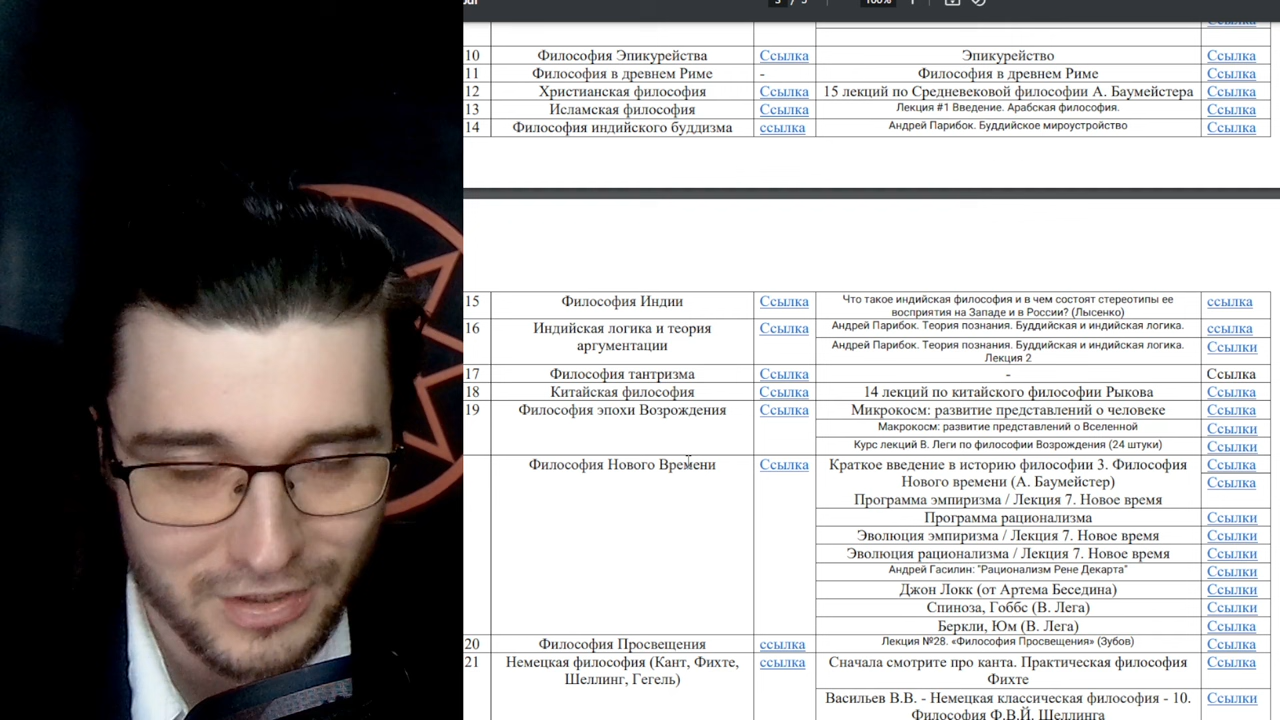 3 / 5 100%
10 Философия Эпикурейства Ссылка Эпикурейство Ссылка
11 Философия в древнем Риме - Философия в древнем Риме Ссылка
12 Христианская философия Ссылка 15 лекций по Средневековой философии А. Баумейстера Ссылка
13 Исламская философия Ссылка Лекция #1 Введение. Арабская философия. Ссылка
14 Философия индийского буддизма ссылка Андрей Парибок. Буддийское мироустройство Ссылка
15 Философия Индии Ссылка Что такое индийская философия и в чем состоят стереотипы ее ссылка
восприятия на Западе и в России? (Лысенко)
16 Индийская логика и теория Ссылка Андрей Парибок. Теория познания. Буддийская и индийская логика. ссылка
аргументации Андрей Парибок. Теория познания. Буддийская и индийская логика. Ссылки
Лекция 2
17 Философия тантризма Ссылка - Ссылка
18 Китайская философия Ссылка 14 лекций по китайского философии Рыкова Ссылка
19 Философия эпохи Возрождения Ссылка Микрокосм: развитие представлений о человеке Ссылка
Макрокосм: развитие представлений о Вселенной Ссылки
Курс лекций В. Леги по философии Возрождения (24 штуки) Ссылки
Философия Нового Времени Ссылка Краткое введение в историю философии 3. Философия Ссылка
Нового времени (А. Баумейстер) Ссылка
Программа эмпиризма / Лекция 7. Новое время
Программа рационализма Ссылки
Эволюция эмпиризма / Лекция 7. Новое время Ссылки
Эволюция рационализма / Лекция 7. Новое время Ссылки
Андрей Гасилин: "Рационализм Рене Декарта" Ссылки
Джон Локк (от Артема Беседина) Ссылка
Спиноза, Гоббс (В. Лега) Ссылки
Беркли, Юм (В. Лега) Ссылка
20 Философия Просвещения ссылка Лекция №28. «Философия Просвещения» (Зубов) Ссылка
21 Немецкая философия (Кант, Фихте, ссылка Сначала смотрите про канта. Практическая философия Ссылка
Шеллинг, Гегель) Фихте
Васильев В.В. - Немецкая классическая философия - 10. Ссылки
Философия Ф.В.Й. Шеллинга